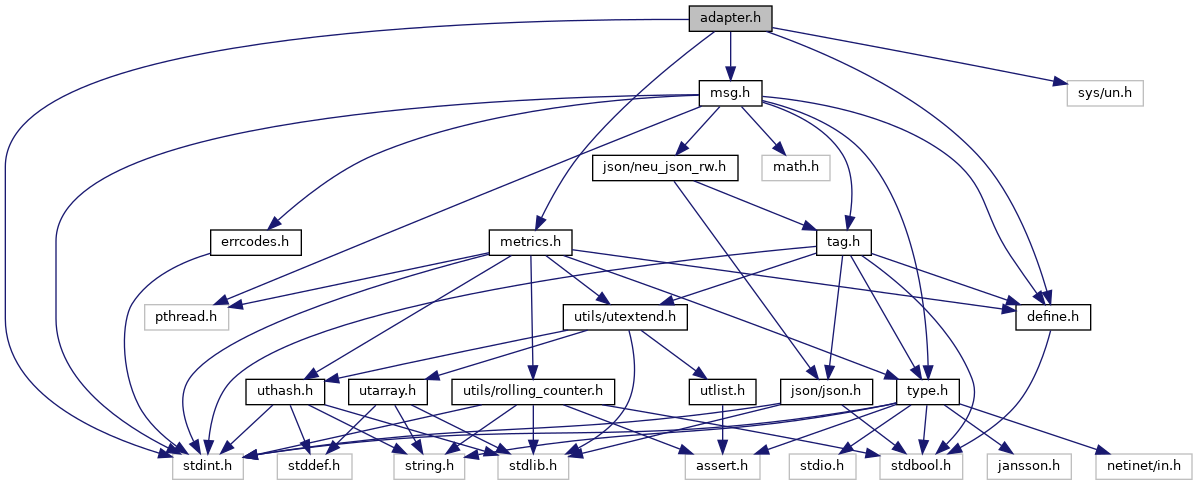 adapter.h
msg.h
sys/un.h
json/neu_json_rw.h
math.h
errcodes.h
metrics.h
tag.h
pthread.h
utils/utextend.h
define.h
uthash.h
utarray.h
utils/rolling_counter.h
utlist.h
json/json.h
type.h
stdint.h
stddef.h
string.h
stdlib.h
assert.h
stdio.h
stdbool.h
jansson.h
netinet/in.h